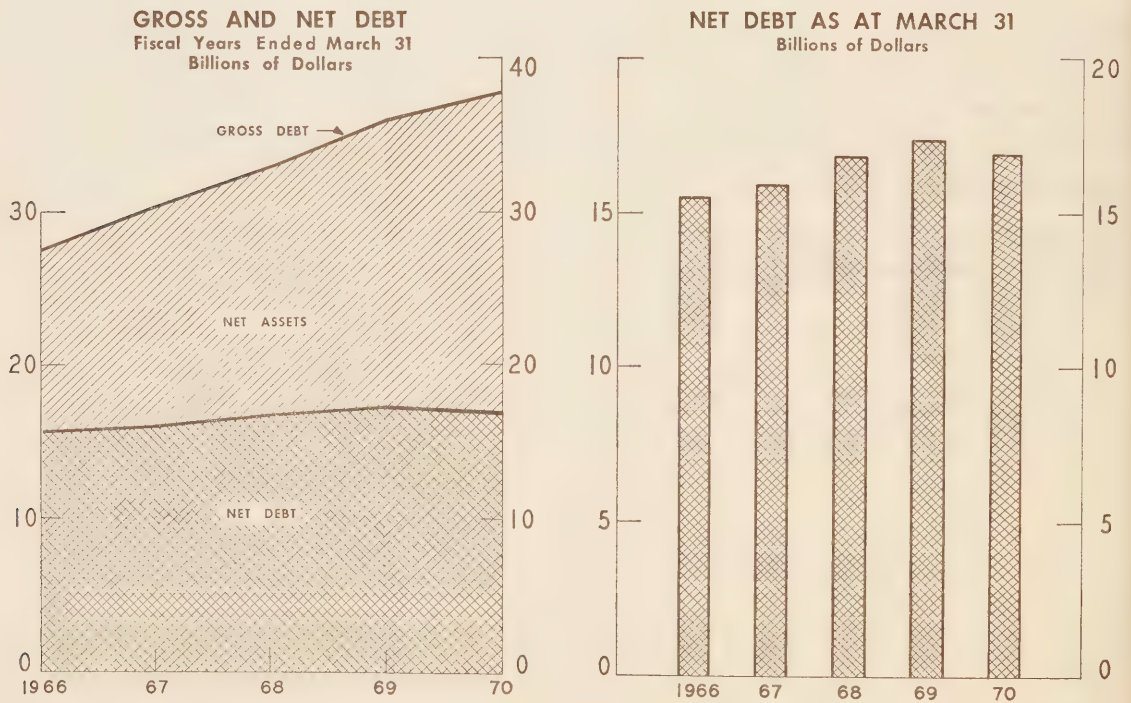 GROSS AND NET DEBT
Fiscal Years Ended March 31
Billions of Dollars
40
GROSS DEBT
30
30
NET ASSETS
20
20
10
NET DEBT
10
0
0
1966 67 68 69 70
NET DEBT AS AT MARCH 31
Billions of Dollars
20
15
15
10
10
5
5
0
0
1966 67 68 69 70